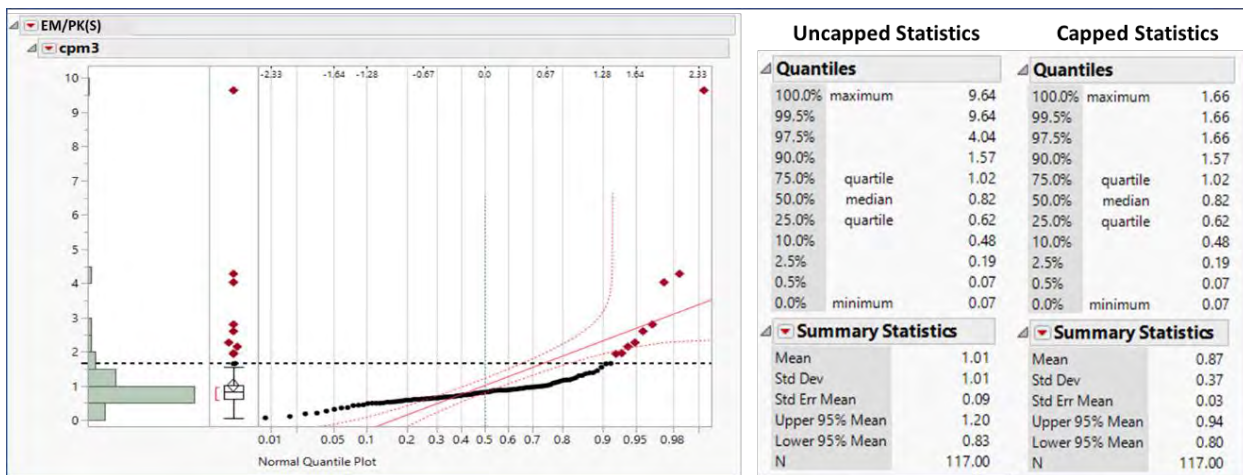 EM/PK(S)
cpm3
-2.33 -1.64 -1.28 -0.67 0.0 0.67 1.28 1.64 2.33
10
9
8
7
6
5
4
3
2
1
0
0.01 0.05 0.1 0.2 0.3 0.4 0.5 0.6 0.7 0.8 0.9 0.95 0.98
Normal Quantile Plot
Uncapped Statistics
Quantiles
100.0% maximum 9.64
99.5% 9.64
97.5% 4.04
90.0% 1.57
75.0% quartile 1.02
50.0% median 0.82
25.0% quartile 0.62
10.0% 0.48
2.5% 0.19
0.5% 0.07
0.0% minimum 0.07
Summary Statistics
Mean 1.01
Std Dev 1.01
Std Err Mean 0.09
Upper 95% Mean 1.20
Lower 95% Mean 0.83
N 117.00
Capped Statistics
Quantiles
100.0% maximum 1.66
99.5% 1.66
97.5% 1.66
90.0% 1.57
75.0% quartile 1.02
50.0% median 0.82
25.0% quartile 0.62
10.0% 0.48
2.5% 0.19
0.5% 0.07
0.0% minimum 0.07
Summary Statistics
Mean 0.87
Std Dev 0.37
Std Err Mean 0.03
Upper 95% Mean 0.94
Lower 95% Mean 0.80
N 117.00